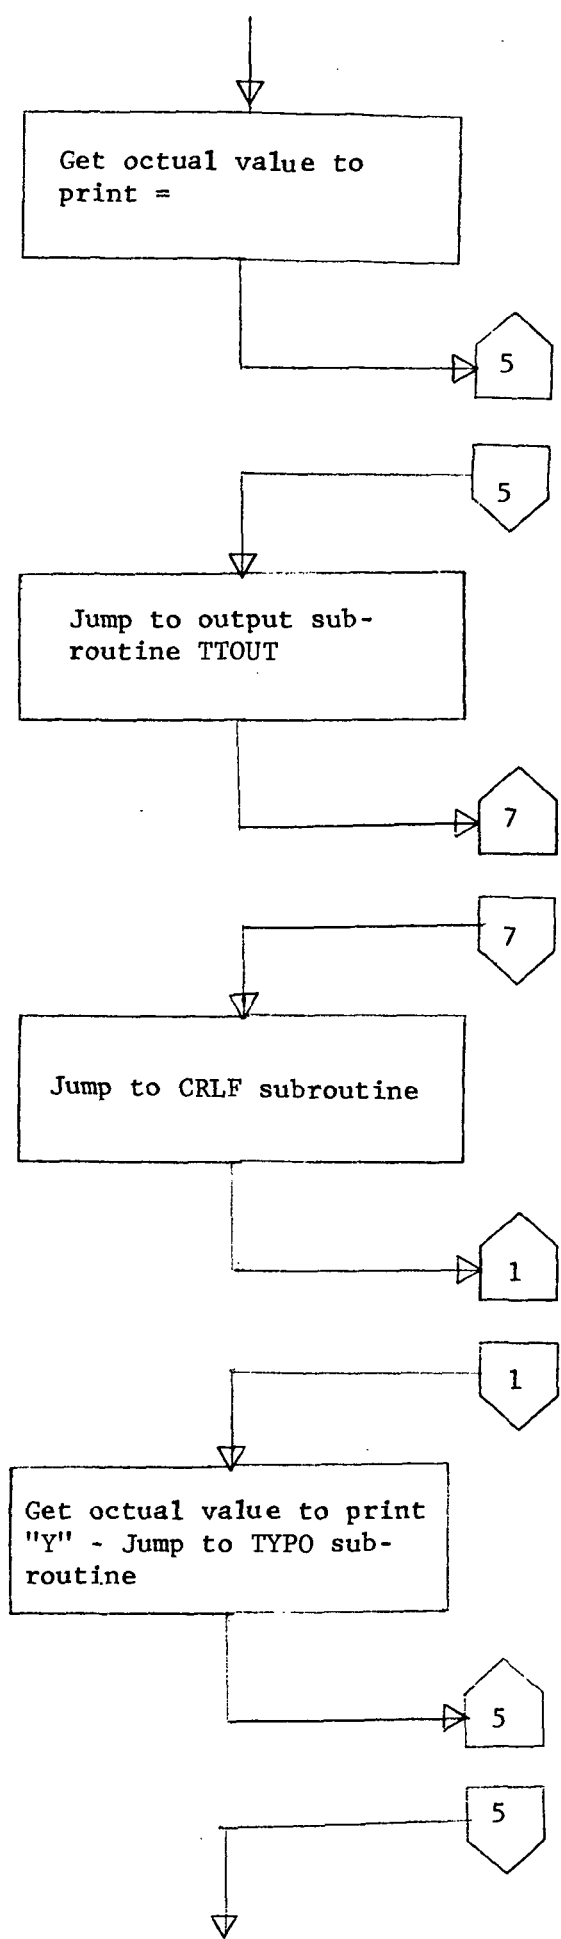 Get octual value to
print =
5
5
Jump to output sub-
routine TTOUT
7
7
Jump to CRLF subroutine
1
1
Get octual value to print
"Y" - Jump to TYPO sub-
routine
5
5